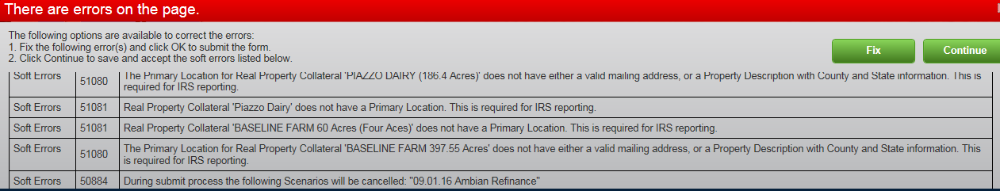 There are errors on the page.
The following options are available to correct the errors:
1. Fix the following error(s) and click OK to submit the form.
2. Click Continue to save and accept the soft errors listed below.
Fix
Continue
Soft Errors 51080 The Primary Location for Real Property Collateral 'PIAZZO DAIRY (186.4 Acres)' does not have either a valid mailing address, or a Property Description with County and State information. This is
required for IRS reporting.
Soft Errors 51081 Real Property Collateral 'Piazzo Dairy' does not have a Primary Location. This is required for IRS reporting.
Soft Errors 51081 Real Property Collateral 'BASELINE FARM 60 Acres (Four Aces)' does not have a Primary Location. This is required for IRS reporting.
Soft Errors 51080 The Primary Location for Real Property Collateral 'BASELINE FARM 397.55 Acres' does not have either a valid mailing address, or a Property Description with County and State information. This
is required for IRS reporting.
Soft Errors 50884 During submit process the following Scenarios will be cancelled: "09.01.16 Ambian Refinance"